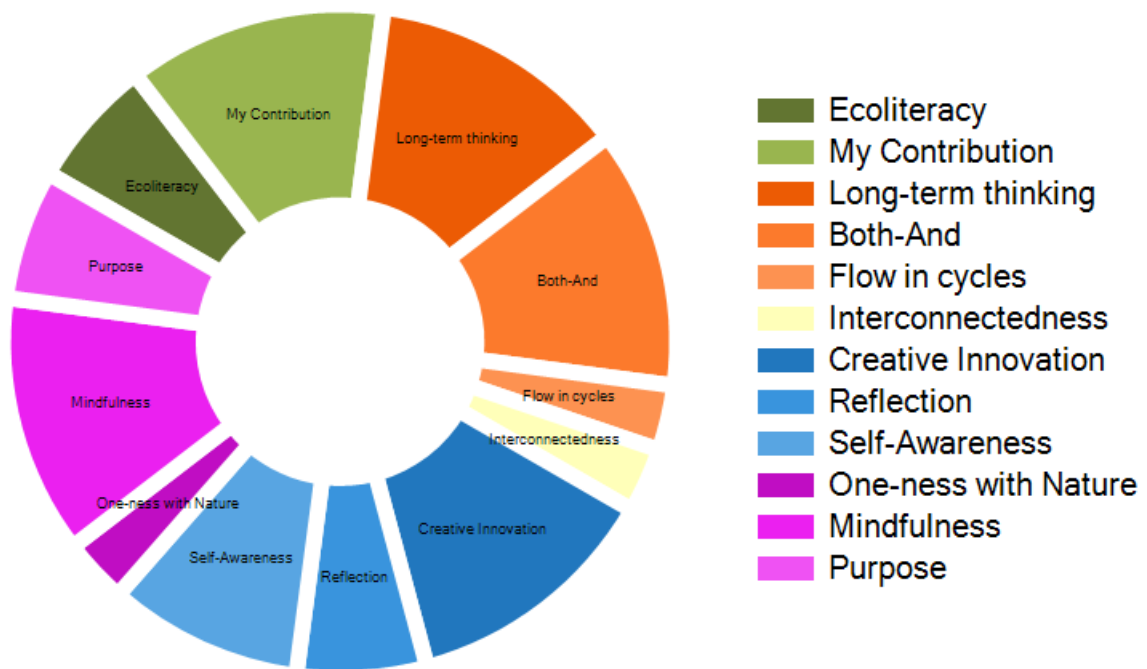 My Contribution
Long-term thinking
Ecoliteracy
Purpose
Both-And
Mindfulness
Flow in cycles
Interconnectedness
One-ness with Nature
Creative Innovation
Self-Awareness
Reflection
Ecoliteracy
My Contribution
Long-term thinking
Both-And
Flow in cycles
Interconnectedness
Creative Innovation
Reflection
Self-Awareness
One-ness with Nature
Mindfulness
Purpose